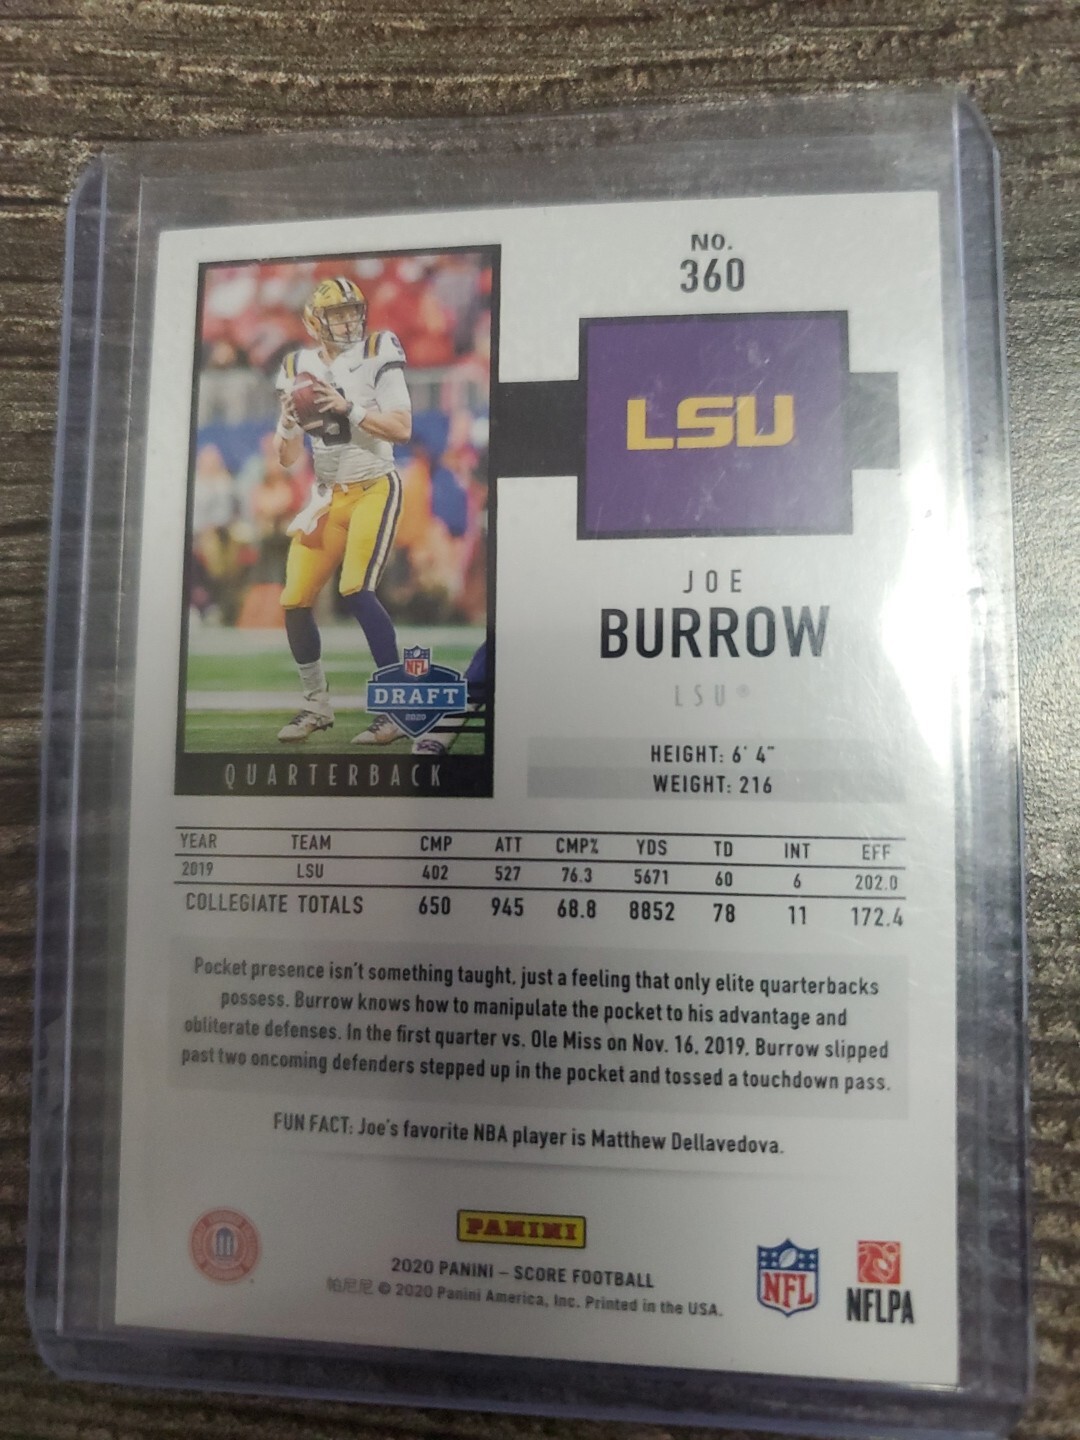 NO.
360
LSU
JOE
BURROW
LSU®
NFL
DRAFT
2020
QUARTERBACK
HEIGHT: 6' 4"
WEIGHT: 216
YEAR TEAM CMP ATT CMP% YDS TD INT EFF
2019 LSU 402 527 76.3 5671 60 6 202.0
COLLEGIATE TOTALS 650 945 68.8 8852 78 11 172.4
Pocket presence isn't something taught, just a feeling that only elite quarterbacks
possess. Burrow knows how to manipulate the pocket to his advantage and
obliterate defenses. In the first quarter vs. Ole Miss on Nov. 16, 2019, Burrow slipped
past two oncoming defenders stepped up in the pocket and tossed a touchdown pass.
FUN FACT: Joe's favorite NBA player is Matthew Dellavedova.
PANINI
2020 PANINI – SCORE FOOTBALL
帕尼尼 © 2020 Panini America, Inc. Printed in the USA.
NFL
NFLPA